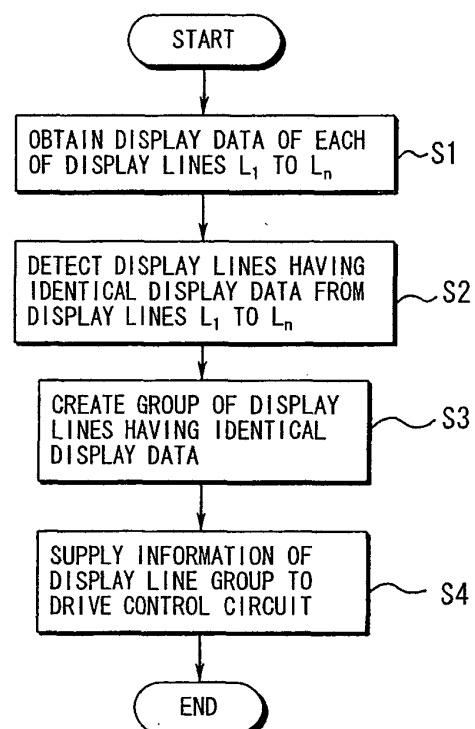 START
OBTAIN DISPLAY DATA OF EACH
OF DISPLAY LINES L₁ TO Lₙ
S1
DETECT DISPLAY LINES HAVING
IDENTICAL DISPLAY DATA FROM
DISPLAY LINES L₁ TO Lₙ
S2
CREATE GROUP OF DISPLAY
LINES HAVING IDENTICAL
DISPLAY DATA
S3
SUPPLY INFORMATION OF
DISPLAY LINE GROUP TO
DRIVE CONTROL CIRCUIT
S4
END